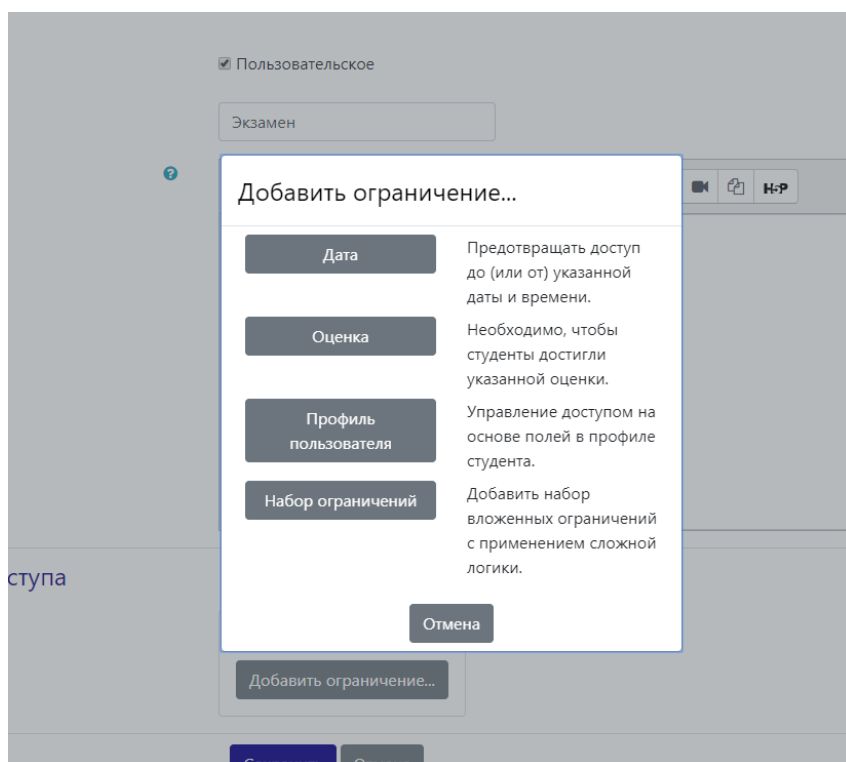 Пользовательское
Экзамен
H-P
Добавить ограничение...
Дата
Предотвращать доступ
до (или от) указанной
даты и времени.
Оценка
Необходимо, чтобы
студенты достигли
указанной оценки.
Профиль
пользователя
Управление доступом на
основе полей в профиле
студента.
Набор ограничений
Добавить набор
вложенных ограничений
с применением сложной
логики.
ступа
Отмена
Добавить ограничение...